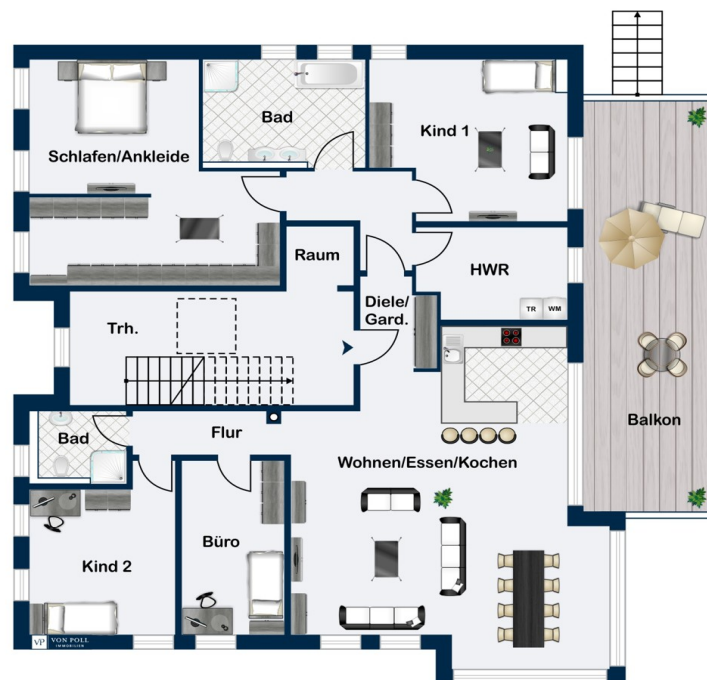 Bad
Kind 1
Schlafen/Ankleide
Raum
HWR
Diele/
Gard.
TR WM
Trh.
Balkon
Bad
Flur
Wohnen/Essen/Kochen
Büro
Kind 2
VP VON POLL
IMMOBILIEN